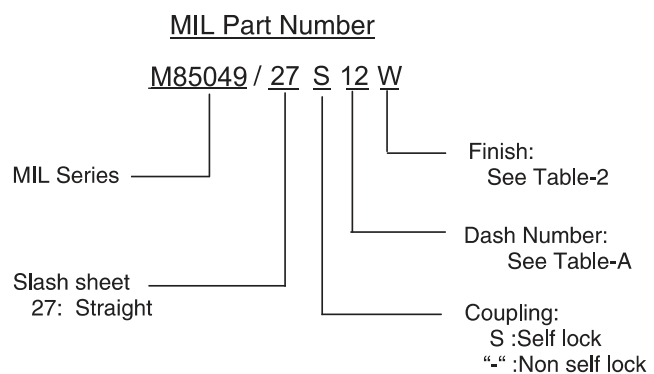 MIL Part Number
M85049 / 27 S 12 W
MIL Series
Finish:
See Table-2
Dash Number:
See Table-A
Slash sheet
27: Straight
Coupling:
S :Self lock
“-“ :Non self lock